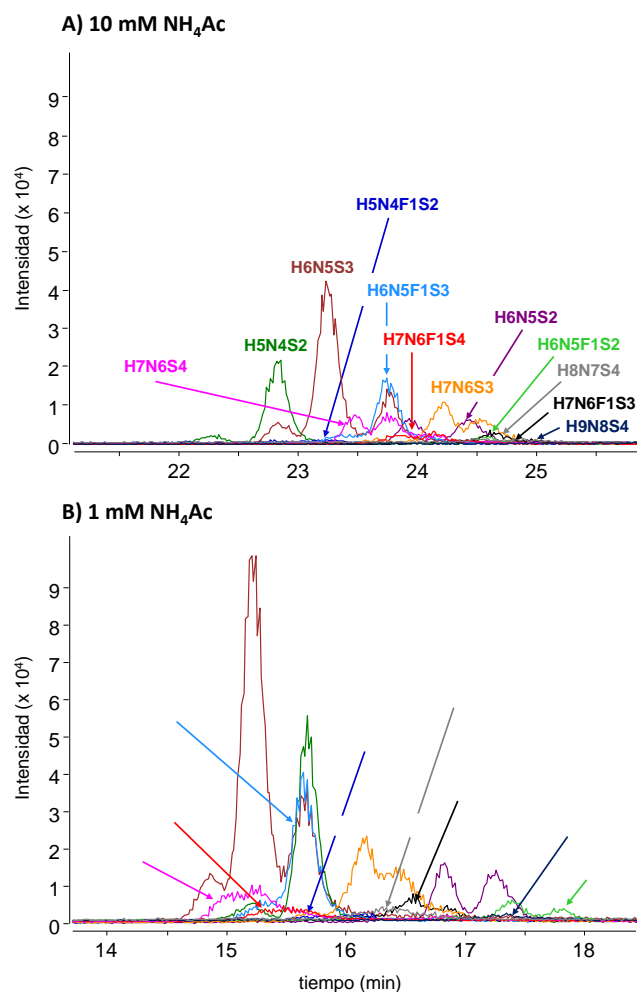 A) 10 mM NH₄Ac
Intensidad (x 10⁴)
9
8
7
6
5
4
3
2
1
0
H5N4F1S2
H6N5S3
H6N5F1S3
H6N5S2
H7N6F1S4
H6N5F1S2
H5N4S2
H8N7S4
H7N6S4
H7N6S3
H7N6F1S3
H9N8S4
22 23 24 25
B) 1 mM NH₄Ac
Intensidad (x 10⁴)
9
8
7
6
5
4
3
2
1
0
14 15 16 17 18
tiempo (min)